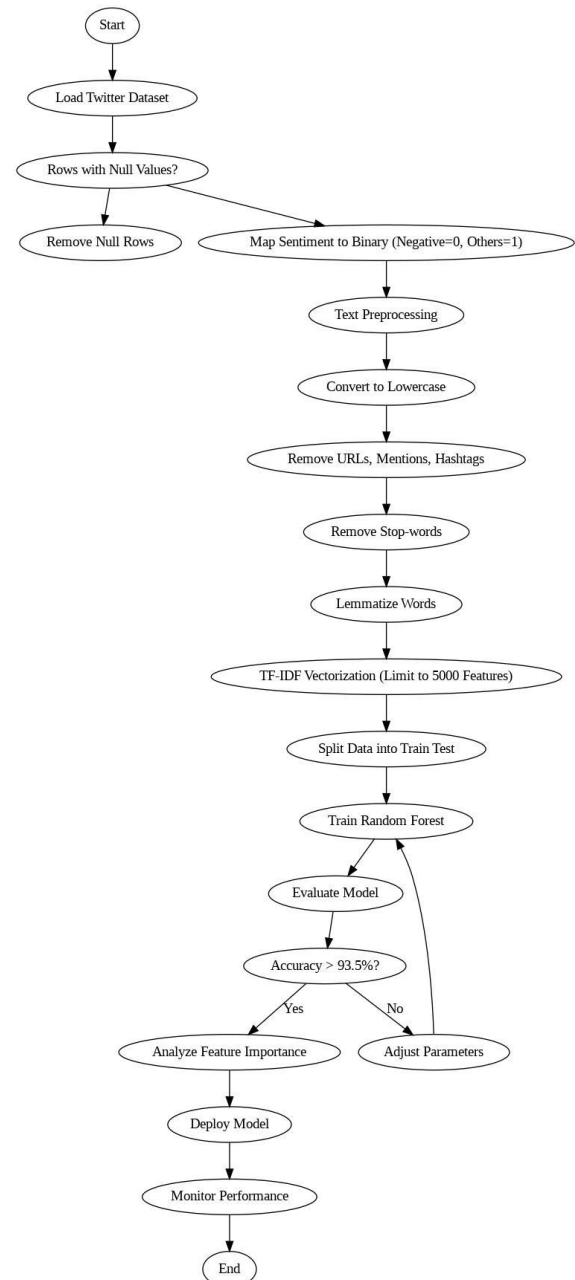 Start
Load Twitter Dataset
Rows with Null Values?
Remove Null Rows
Map Sentiment to Binary (Negative=0, Others=1)
Text Preprocessing
Convert to Lowercase
Remove URLs, Mentions, Hashtags
Remove Stop-words
Lemmatize Words
TF-IDF Vectorization (Limit to 5000 Features)
Split Data into Train Test
Train Random Forest
Evaluate Model
Accuracy > 93.5%?
Yes
No
Analyze Feature Importance
Adjust Parameters
Deploy Model
Monitor Performance
End